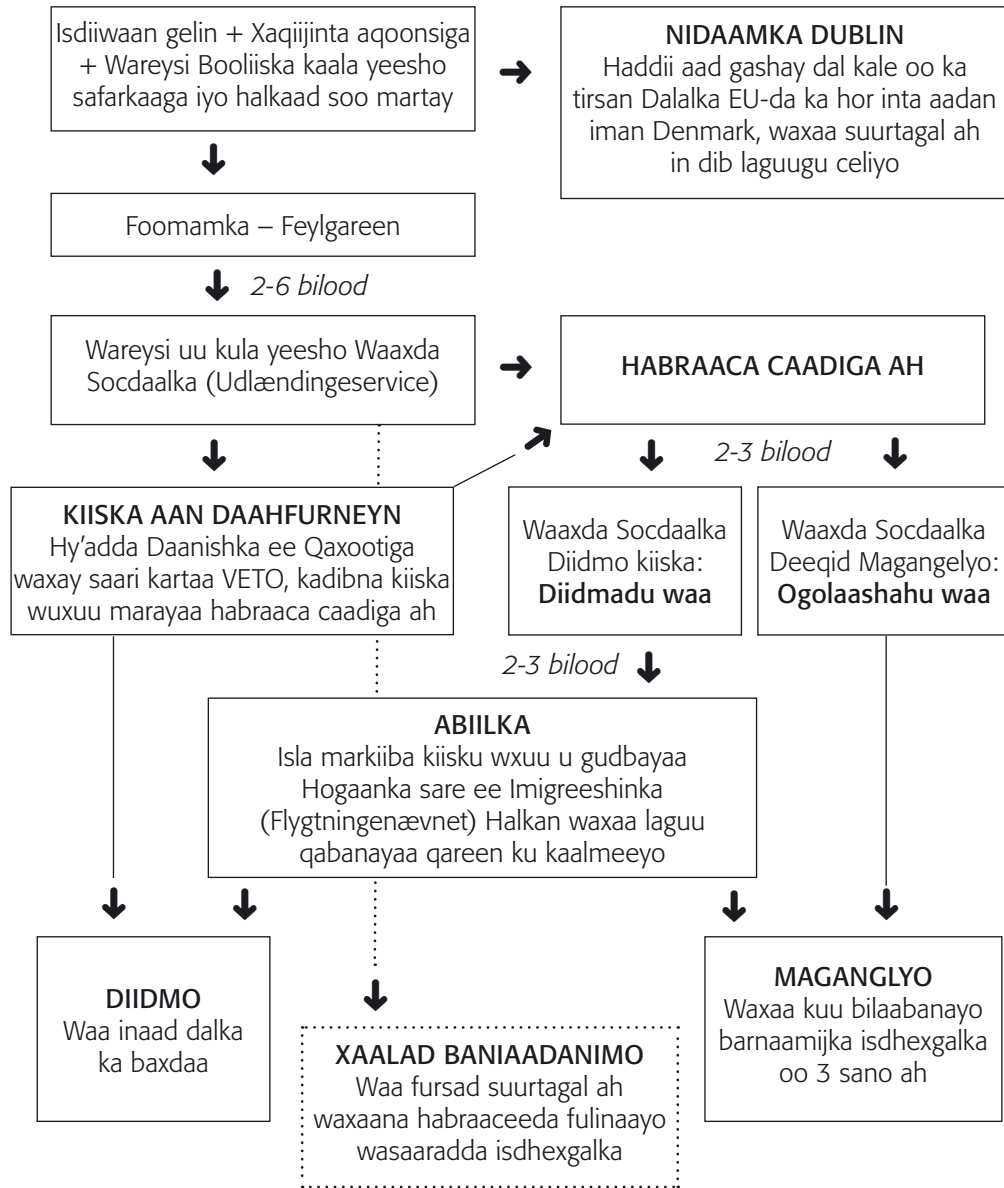 Isdiiwaan gelin + Xaqiijinta aqoonsiga
+ Wareysi Booliiska kaala yeesho
safarkaaga iyo halkaad soo martay
NIDAAMKA DUBLIN
Haddii aad gashay dal kale oo ka
tirsan Dalalka EU-da ka hor inta aadan
iman Denmark, waxaa suurtagal ah
in dib laguugu celiyo
Foomamka – Feylgareen
2-6 bilood
Wareysi uu kula yeesho Waaxda
Socdaalka (Udlændingeservice)
HABRAACA CAADIGA AH
2-3 bilood
KIISKA AAN DAAHFURNEYN
Hy'adda Daanishka ee Qaxootiga
waxay saari kartaa VETO, kadibna kiiska
wuxuu marayaa habraaca caadiga ah
Waaxda Socdaalka
Diidmo kiiska:
Diidmadu waa
Waaxda Socdaalka
Deeqid Magangelyo:
Ogolaashahu waa
2-3 bilood
ABIILKA
Isla markiiba kiisku wxuu u gudbayaa
Hogaanka sare ee Imigreeshinka
(Flygtningenævnet) Halkan waxaa laguu
qabanayaa qareen ku kaalmeeyo
DIIDMO
Waa inaad dalka
ka baxdaa
XAALAD BANIAADANIMO
Waa fursad suurtagal ah
waxaana habraaceeda fulinaayo
wasaaradda isdhexgalka
MAGANGLYO
Waxaa kuu bilaabanayo
barnaamijka isdhexgalka
oo 3 sano ah